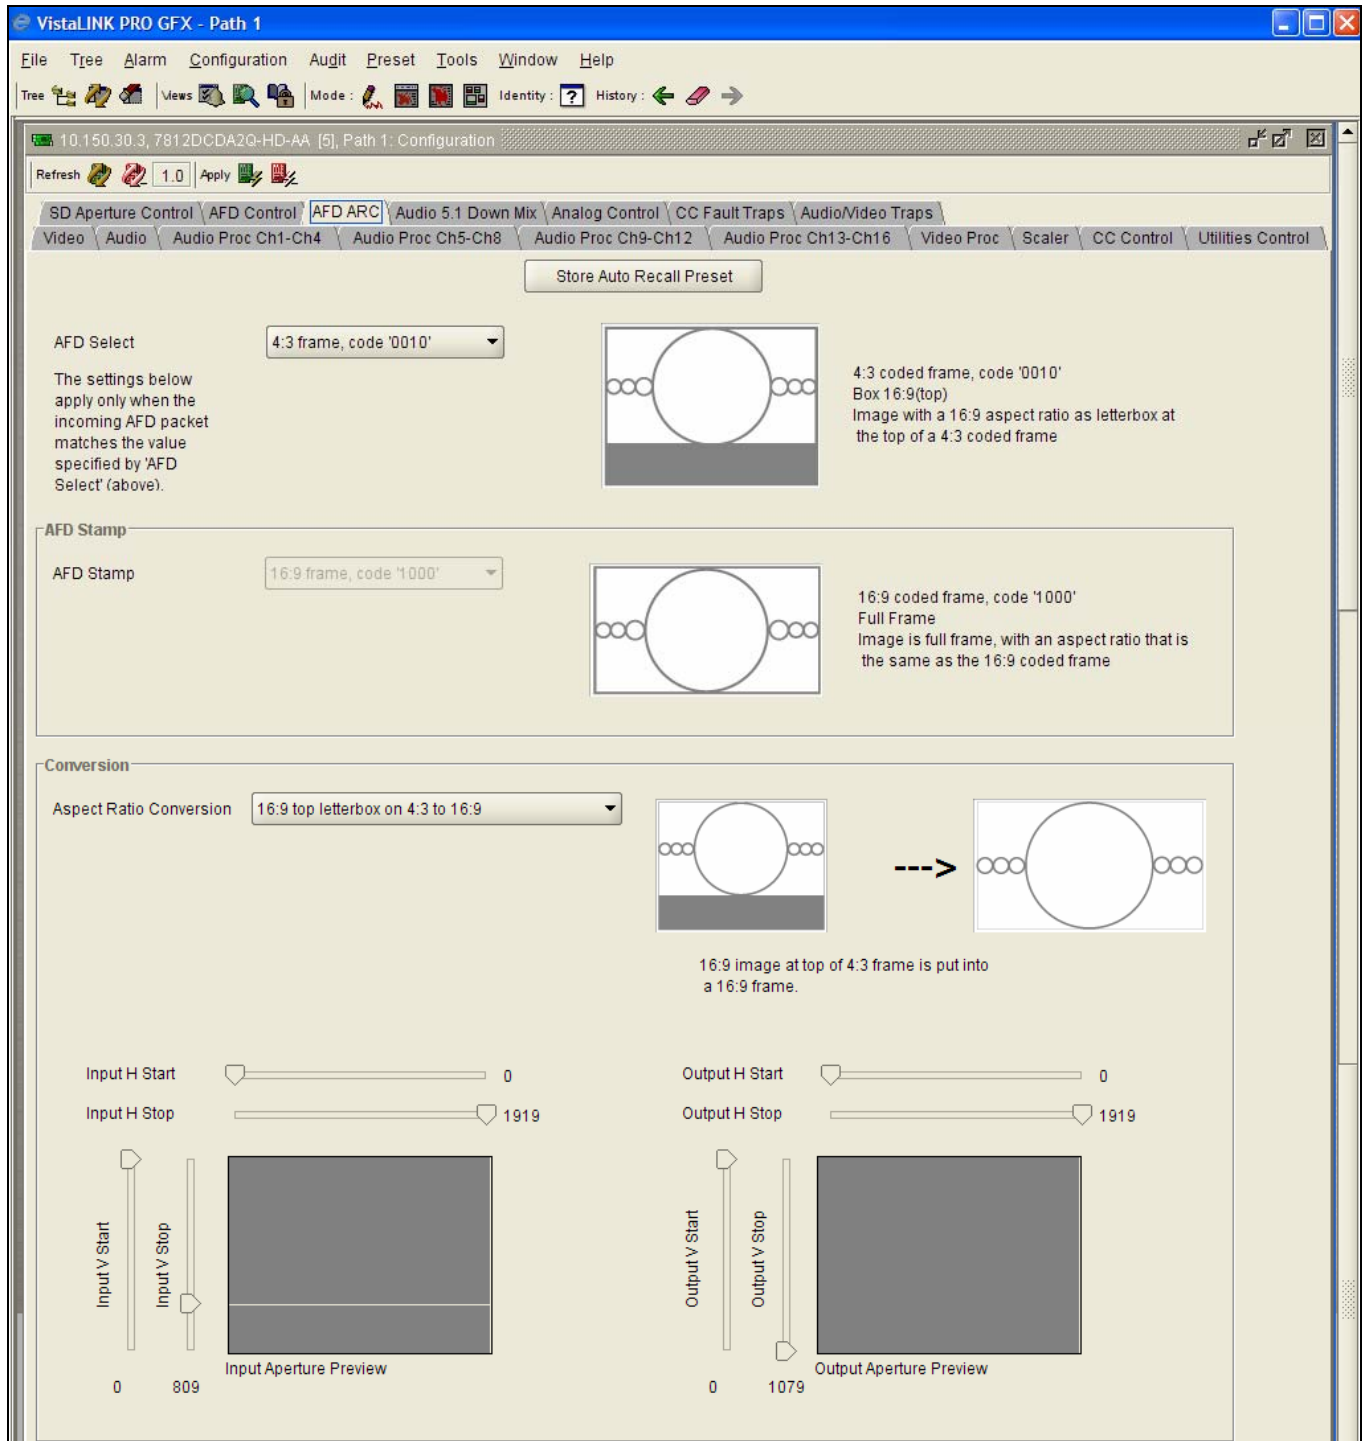 VistaLINK PRO GFX - Path 1
File Tree Alarm Configuration Audit Preset Tools Window Help
Tree Views Mode : Identity : ? History :
10.150.30.3, 7812DCDA2Q-HD-AA [5], Path 1: Configuration
Refresh 1.0 Apply
SD Aperture Control AFD Control AFD ARC Audio 5.1 Down Mix Analog Control CC Fault Traps Audio/Video Traps
Video Audio Audio Proc Ch1-Ch4 Audio Proc Ch5-Ch8 Audio Proc Ch9-Ch12 Audio Proc Ch13-Ch16 Video Proc Scaler CC Control Utilities Control
Store Auto Recall Preset
AFD Select 4:3 frame, code '0010'
The settings below
apply only when the
incoming AFD packet
matches the value
specified by 'AFD
Select' (above).
4:3 coded frame, code '0010'
Box 16:9(top)
Image with a 16:9 aspect ratio as letterbox at
the top of a 4:3 coded frame
AFD Stamp
AFD Stamp 16:9 frame, code '1000'
16:9 coded frame, code '1000'
Full Frame
Image is full frame, with an aspect ratio that is
the same as the 16:9 coded frame
Conversion
Aspect Ratio Conversion 16:9 top letterbox on 4:3 to 16:9
--->
16:9 image at top of 4:3 frame is put into
a 16:9 frame.
Input H Start 0
Input H Stop 1919
Input V Start
Input V Stop
Input Aperture Preview
0 809
Output H Start 0
Output H Stop 1919
Output V Start
Output V Stop
Output Aperture Preview
0 1079